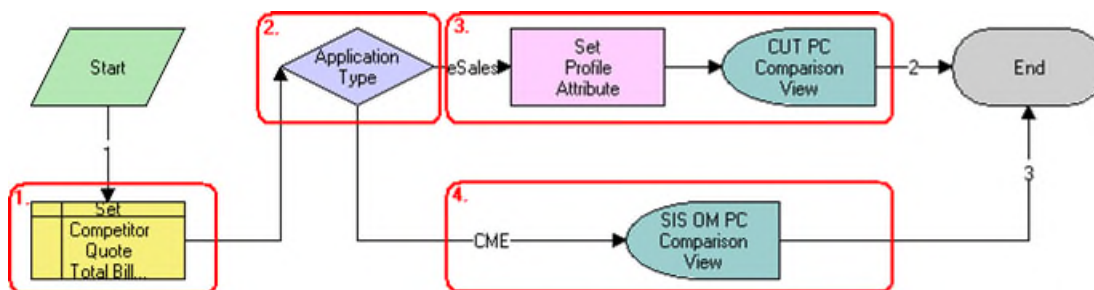 Start
1
1.
Set
Competitor
Quote
Total Bill...
2.
Application
Type
eSales
3.
Set
Profile
Attribute
CUT PC
Comparison
View
2
End
CME
4.
SIS OM PC
Comparison
View
3